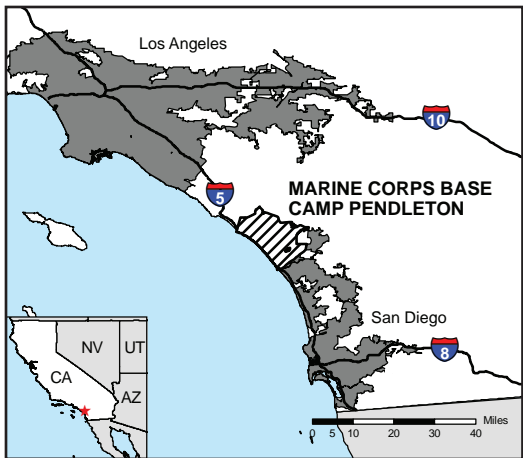 Los Angeles
10
5
MARINE CORPS BASE
CAMP PENDLETON
San Diego
8
NV
UT
CA
AZ
Miles
0 5 10 20 30 40